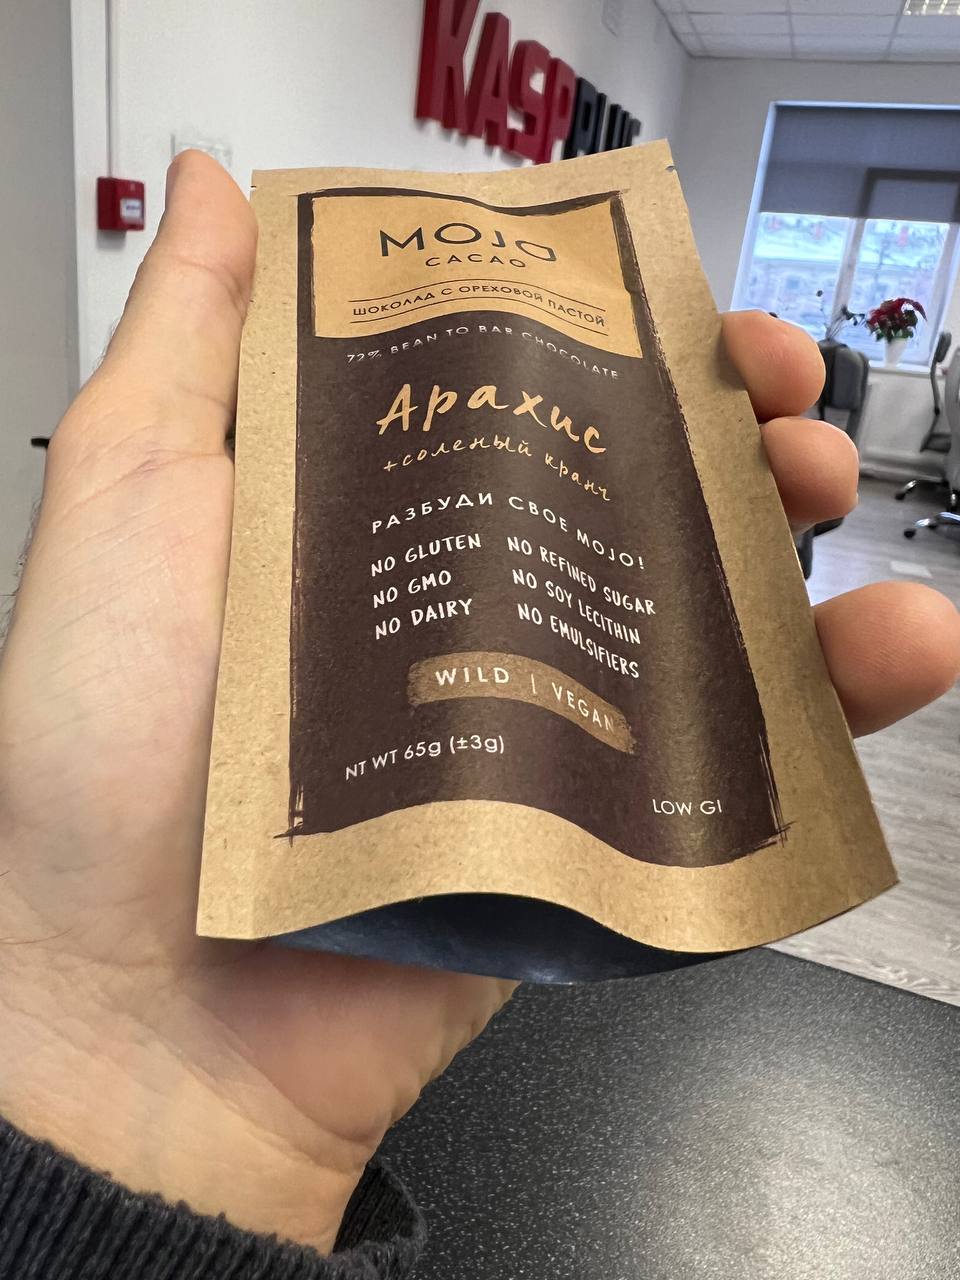 KASP
MOJO
CACAO
ШОКОЛАД С ОРЕХОВОЙ ПАСТОЙ
72% BEAN TO BAR CHOCOLATE
Арахис
+соленый кранч
РАЗБУДИ СВОЕ MOJO!
NO GLUTEN
NO GMO
NO DAIRY
NO REFINED SUGAR
NO SOY LECITHIN
NO EMULSIFIERS
WILD | VEGAN
NT WT 65g (±3g)
LOW GI